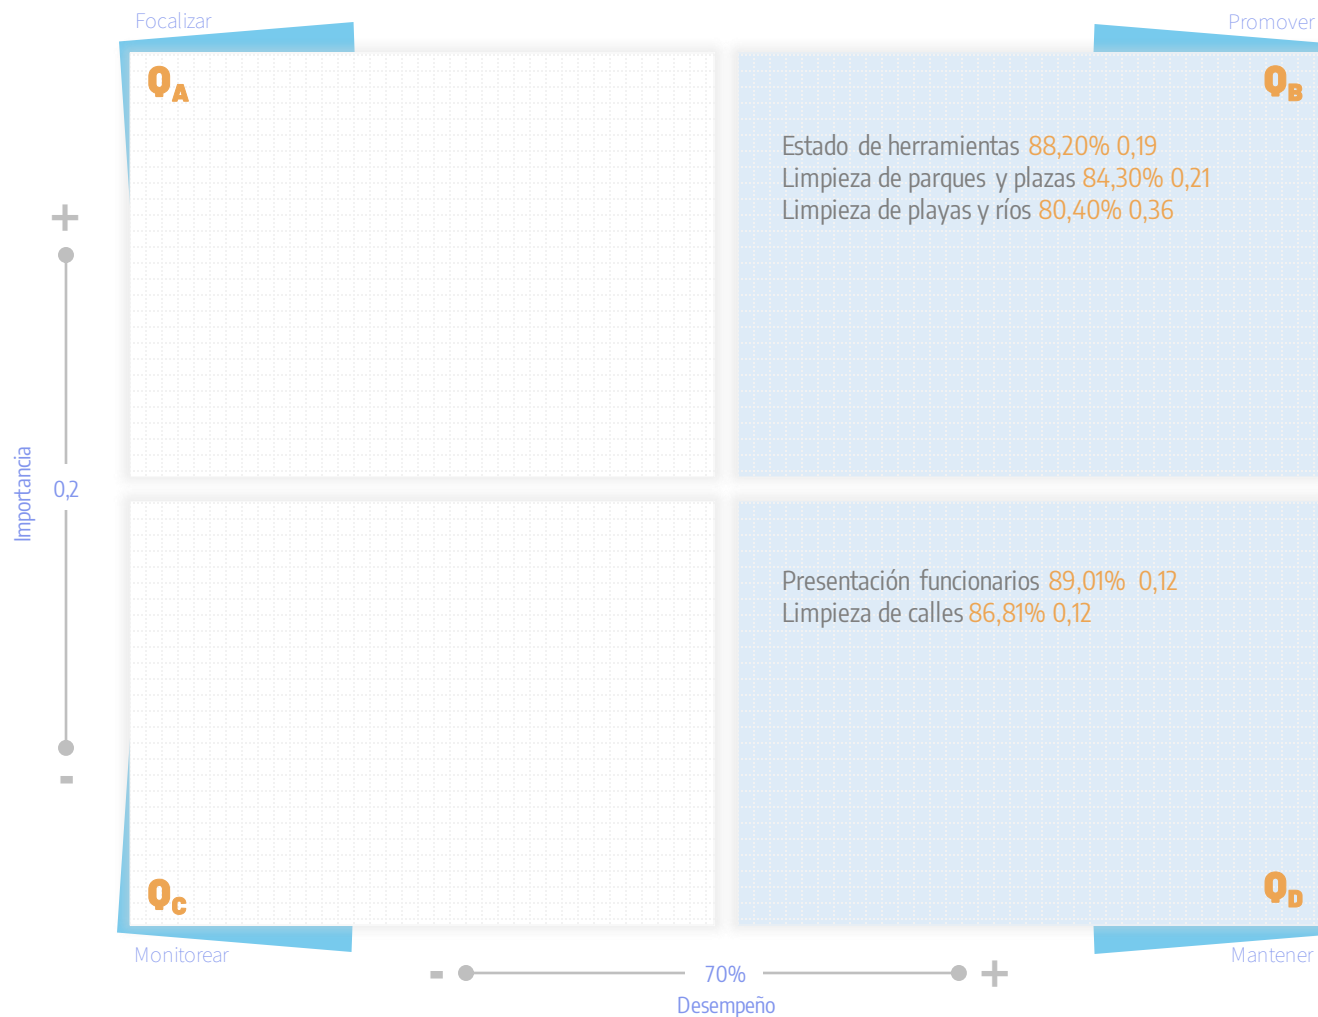 Focalizar
Promover
QA
QB
Estado de herramientas 88,20% 0,19
Limpieza de parques y plazas 84,30% 0,21
Limpieza de playas y ríos 80,40% 0,36
+
Importancia
0,2
Presentación funcionarios 89,01% 0,12
Limpieza de calles 86,81% 0,12
-
QC
QD
Monitorear
Mantener
- 70% +
Desempeño